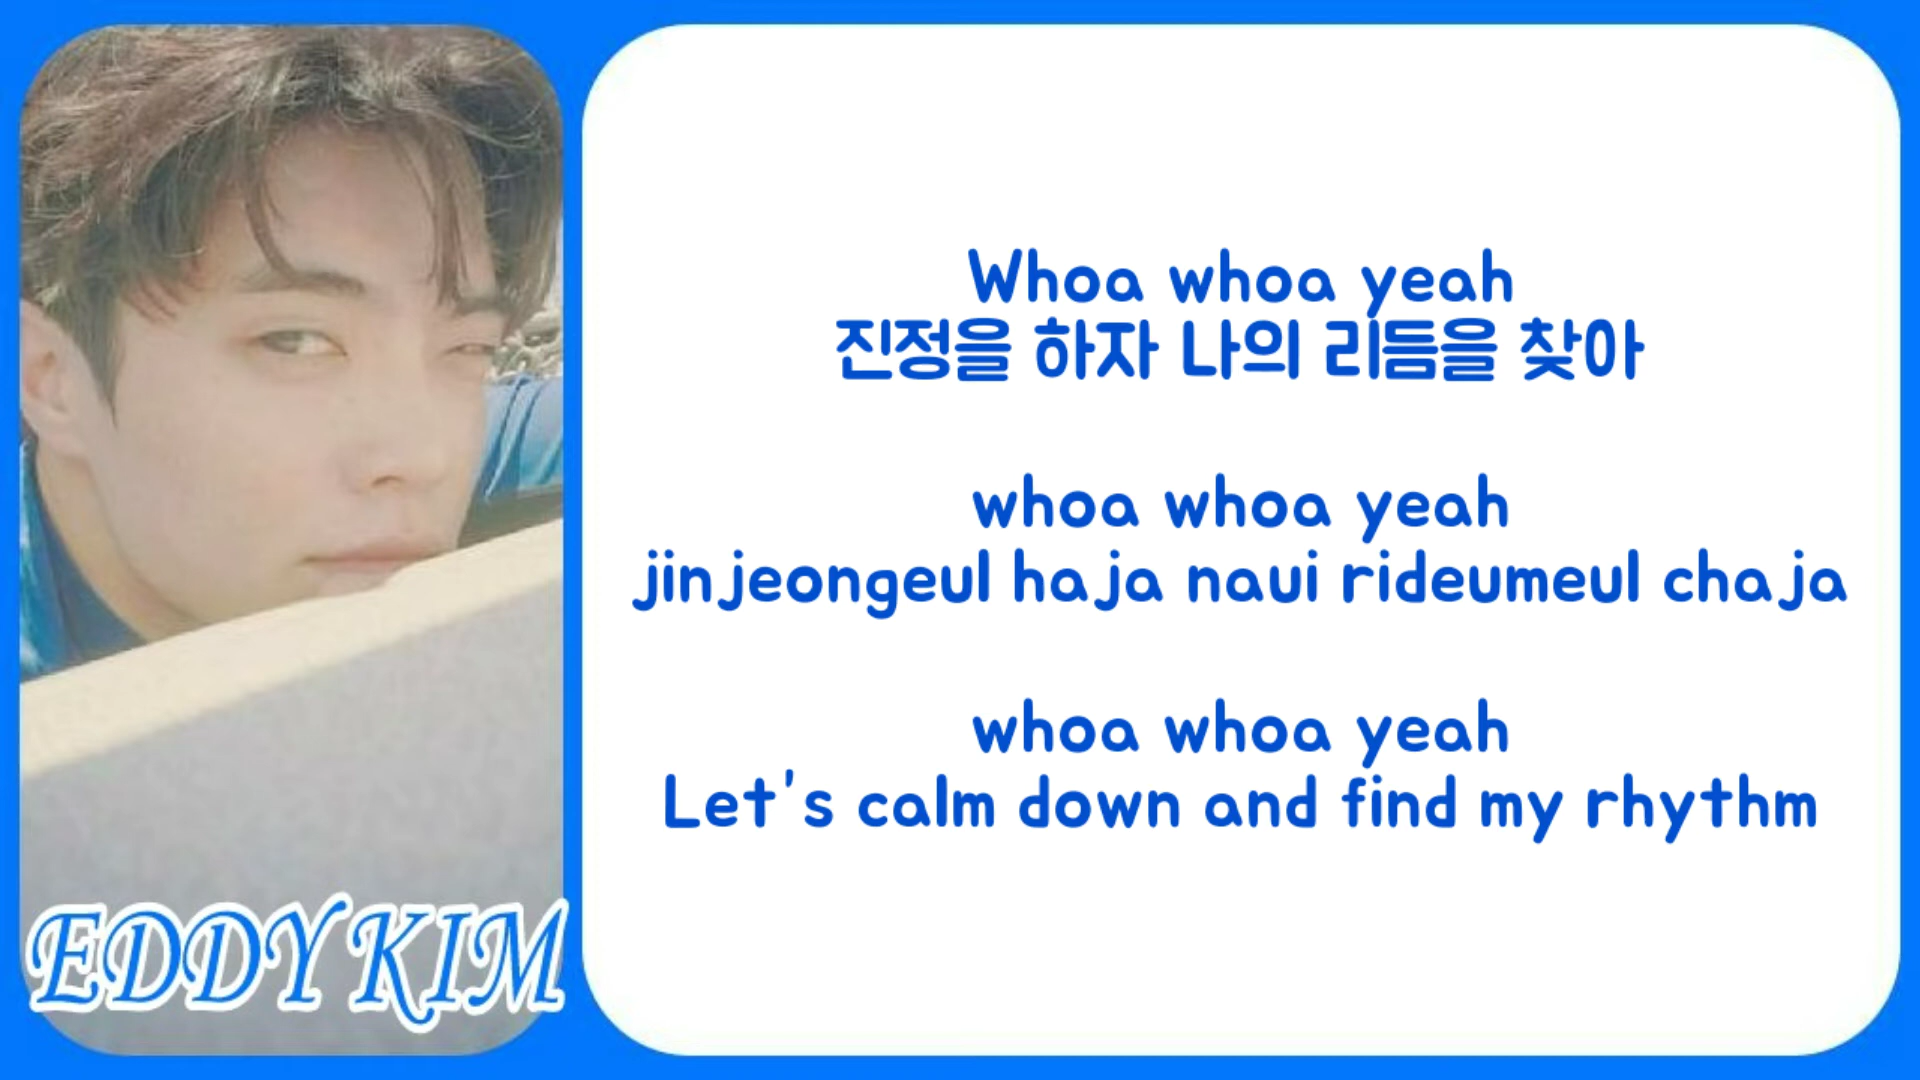 Whoa whoa yeah
진정을 하자 나의 리듬을 찾아
whoa whoa yeah
jinjeongeul haja naui rideumeul chaja
whoa whoa yeah
Let's calm down and find my rhythm
EDDY KIM